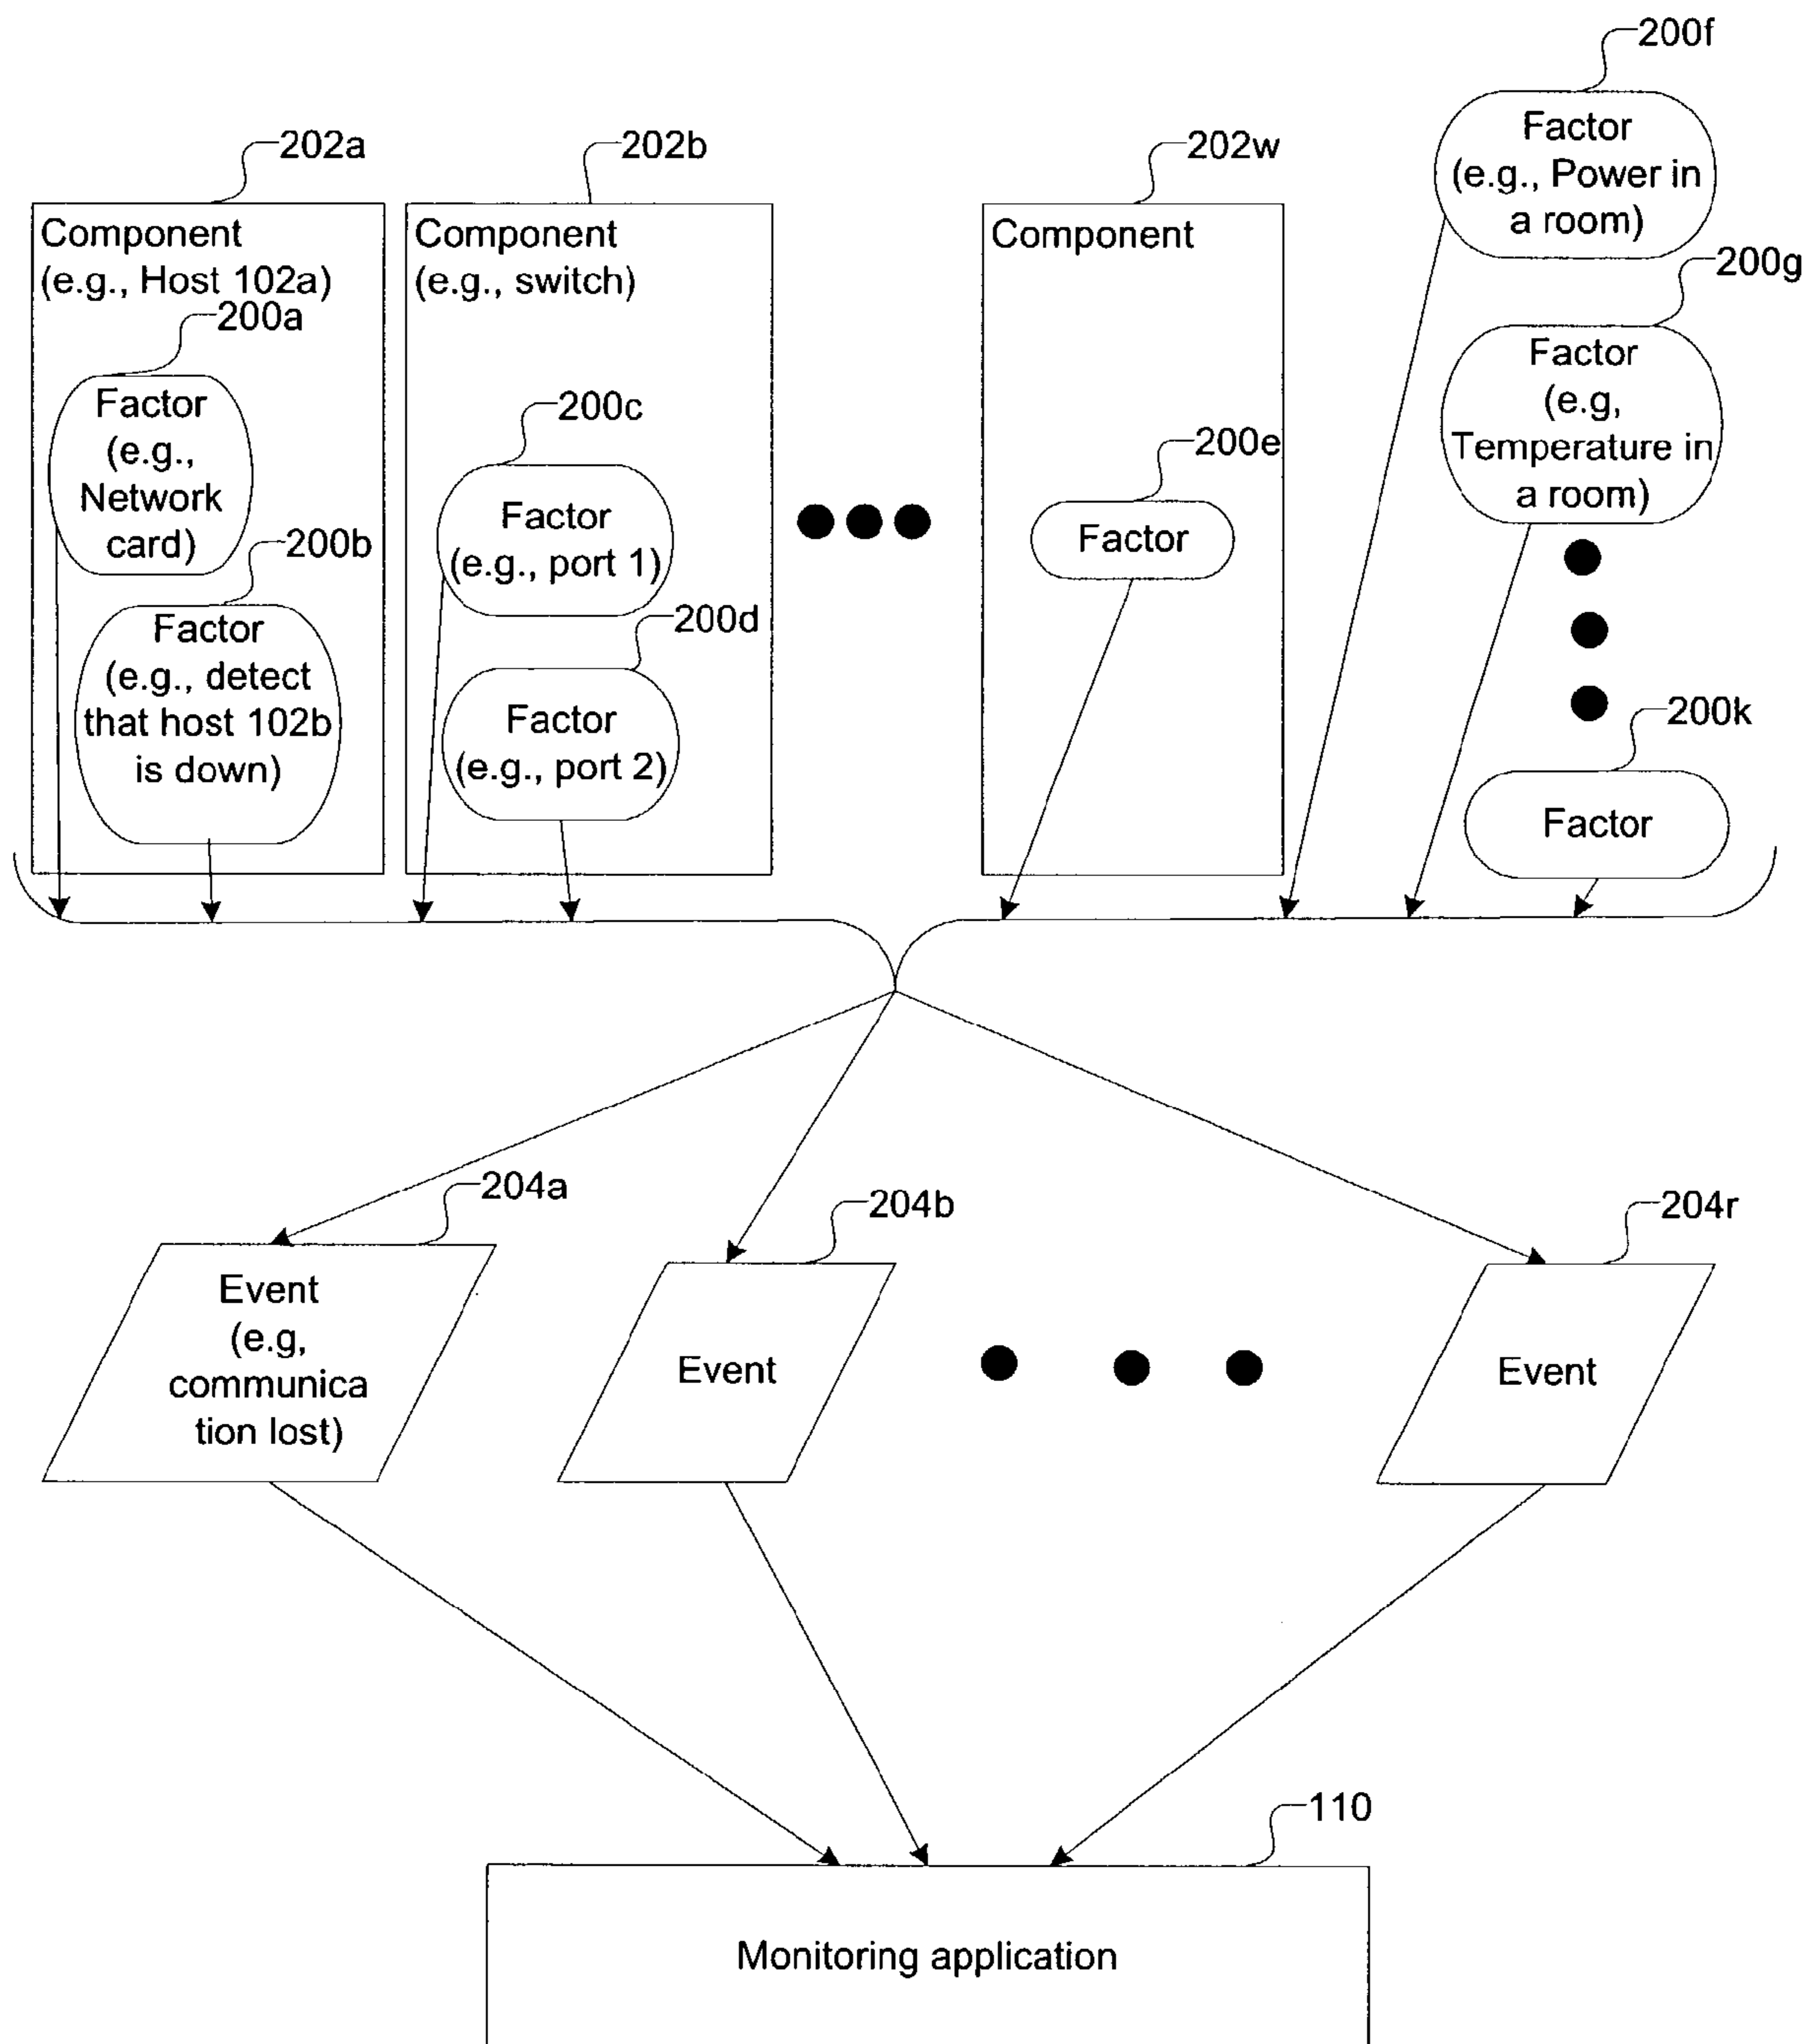 200f
Factor
(e.g., Power in
a room)
202a
202b
202w
Component
(e.g., Host 102a)
Component
(e.g., switch)
Component
200g
Factor
(e.g,
Temperature in
a room)
200a
Factor
(e.g.,
Network
card)
200b
Factor
(e.g., detect
that host 102b
is down)
200c
Factor
(e.g., port 1)
200d
Factor
(e.g., port 2)
200e
Factor
200k
Factor
204a
Event
(e.g,
communica
tion lost)
204b
Event
204r
Event
110
Monitoring application